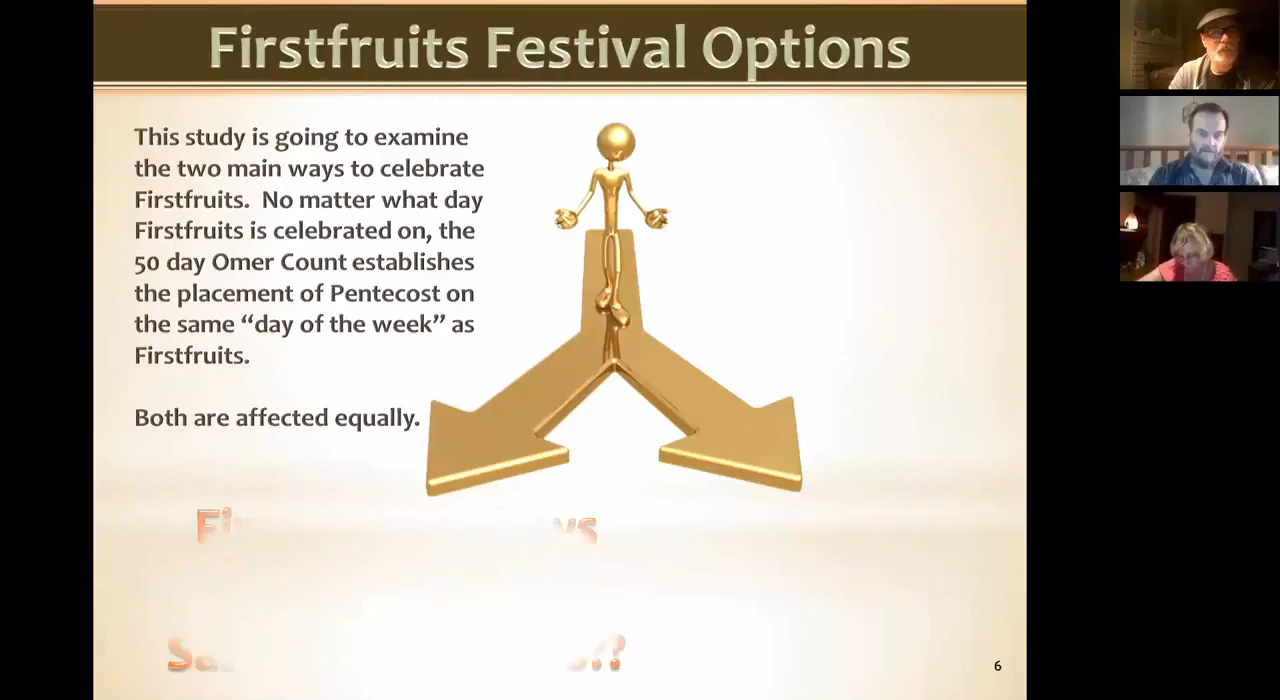 Firstfruits Festival Options
This study is going to examine
the two main ways to celebrate
Firstfruits. No matter what day
Firstfruits is celebrated on, the
50 day Omer Count establishes
the placement of Pentecost on
the same “day of the week” as
Firstfruits.
Both are affected equally.
6